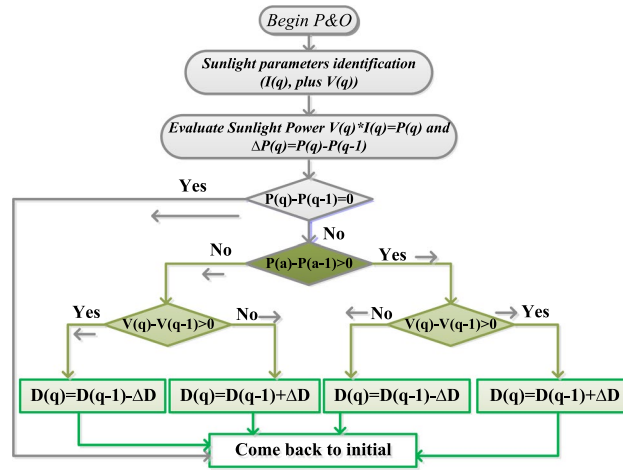 Begin P&O
Sunlight parameters identification
(I(q), plus V(q))
Evaluate Sunlight Power V(q)*I(q)=P(q) and
ΔP(q)=P(q)-P(q-1)
Yes
P(q)-P(q-1)=0
No
No
P(a)-P(a-1)>0
Yes
Yes
V(q)-V(q-1)>0
No
No
V(q)-V(q-1)>0
Yes
D(q)=D(q-1)-ΔD
D(q)=D(q-1)+ΔD
D(q)=D(q-1)-ΔD
D(q)=D(q-1)+ΔD
Come back to initial